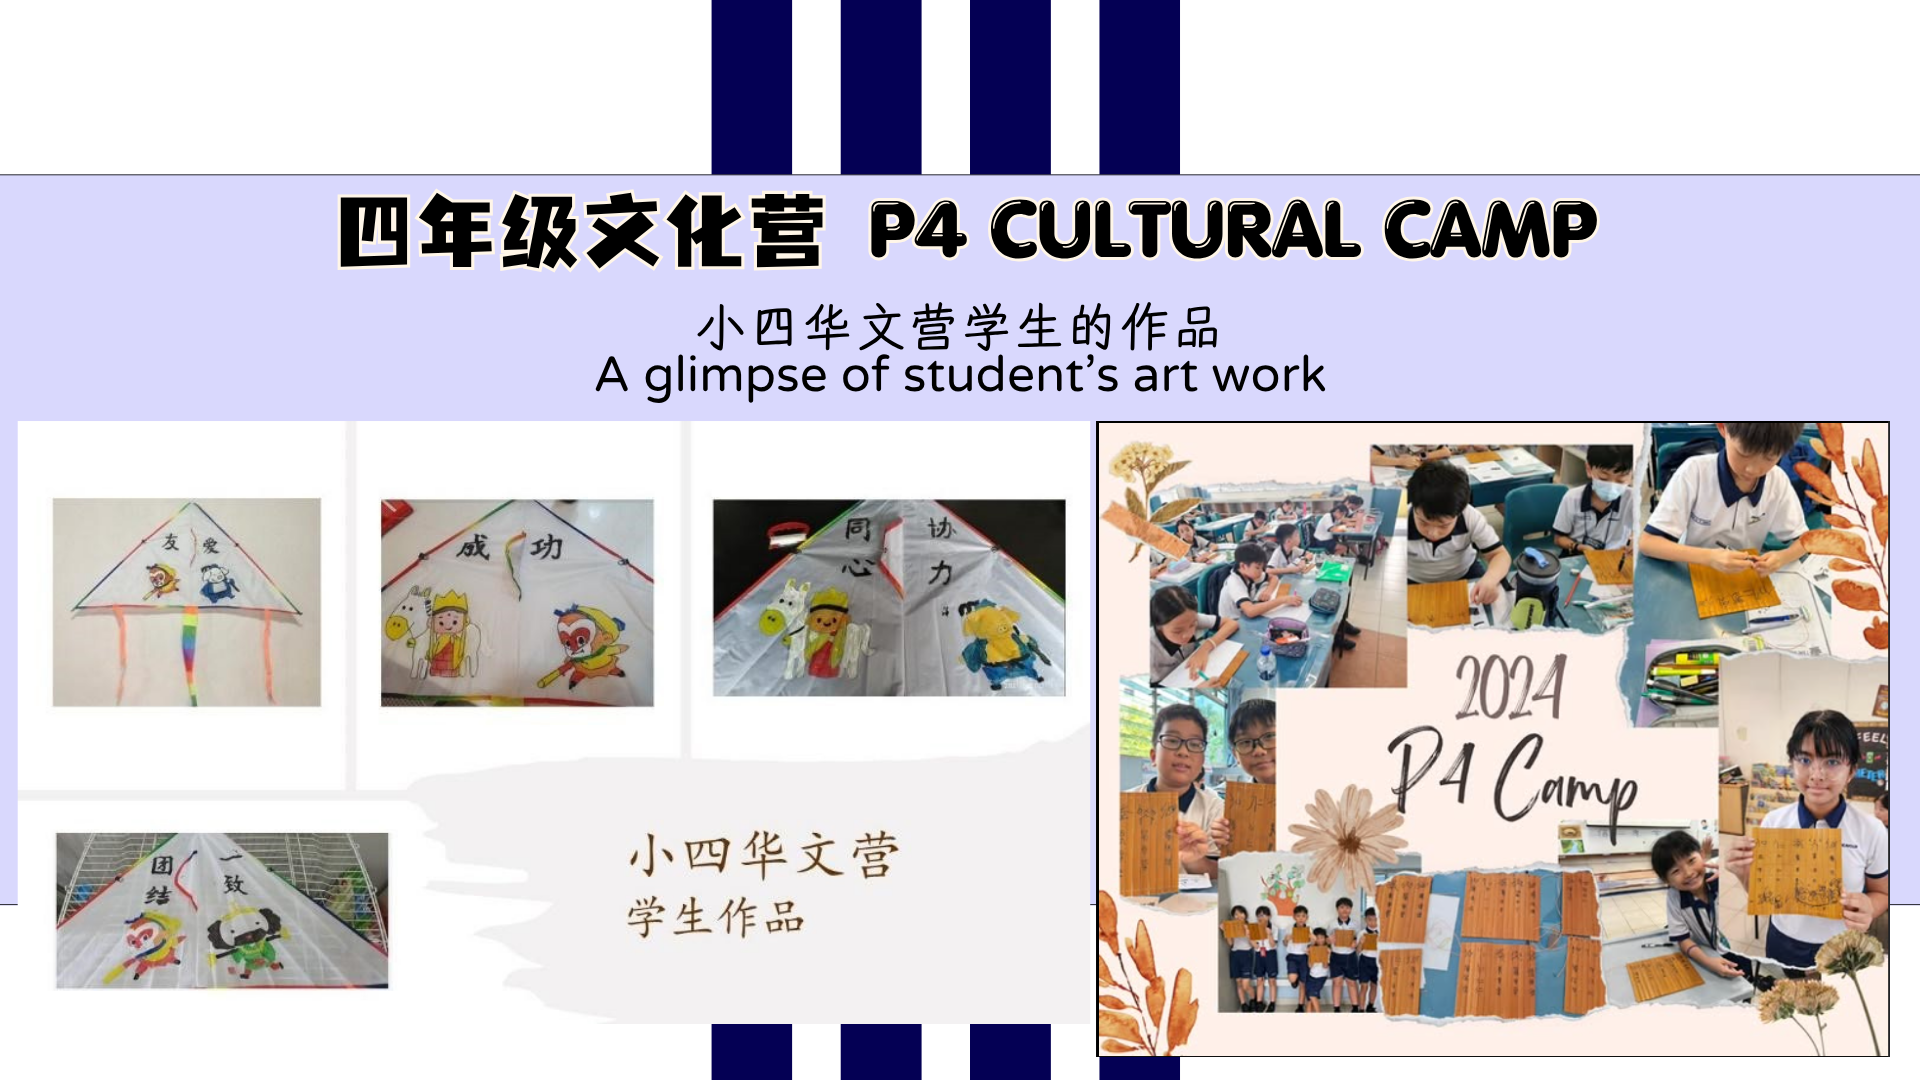 四年级文化营 P4 CULTURAL CAMP
小四华文营学生的作品
A glimpse of student's art work
友 爱
成 功
同 协
心 力
团 一
结 致
小四华文营
学生作品
2024
P4 Camp